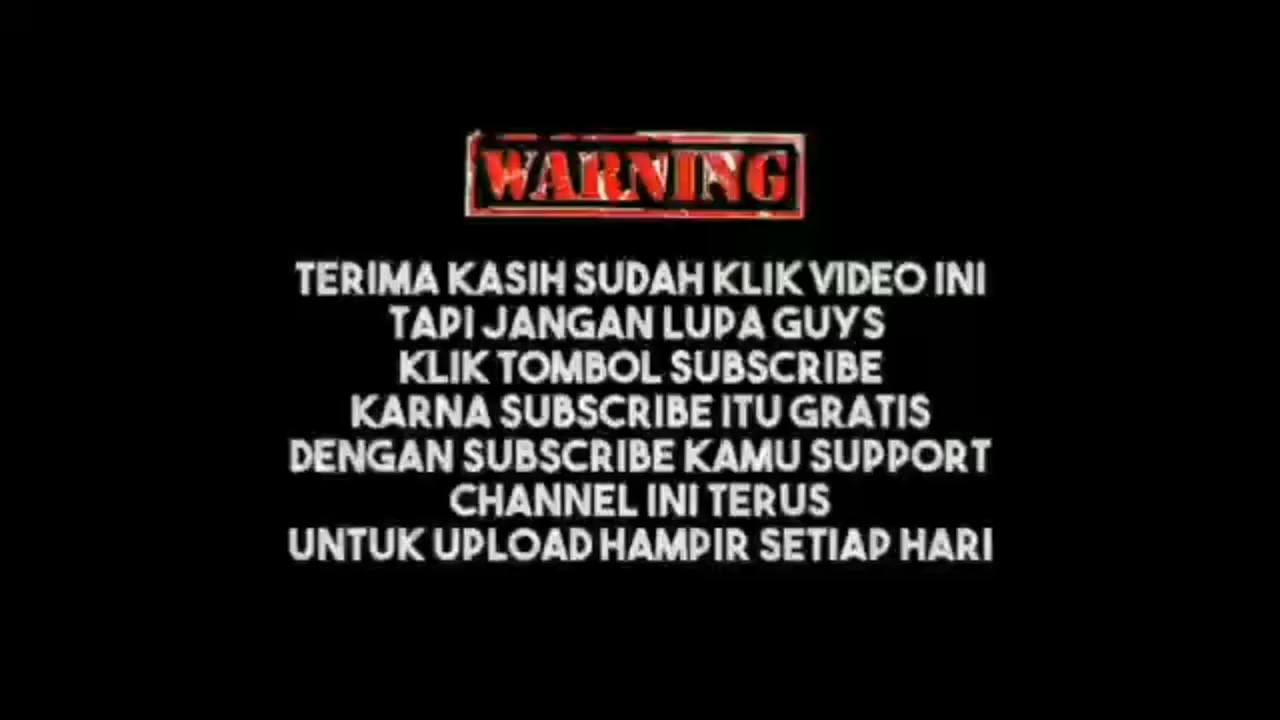 WARNING
TERIMA KASIH SUDAH KLIK VIDEO INI
TAPI JANGAN LUPA GUYS
KLIK TOMBOL SUBSCRIBE
KARNA SUBSCRIBE ITU GRATIS
DENGAN SUBSCRIBE KAMU SUPPORT
CHANNEL INI TERUS
UNTUK UPLOAD HAMPIR SETIAP HARI